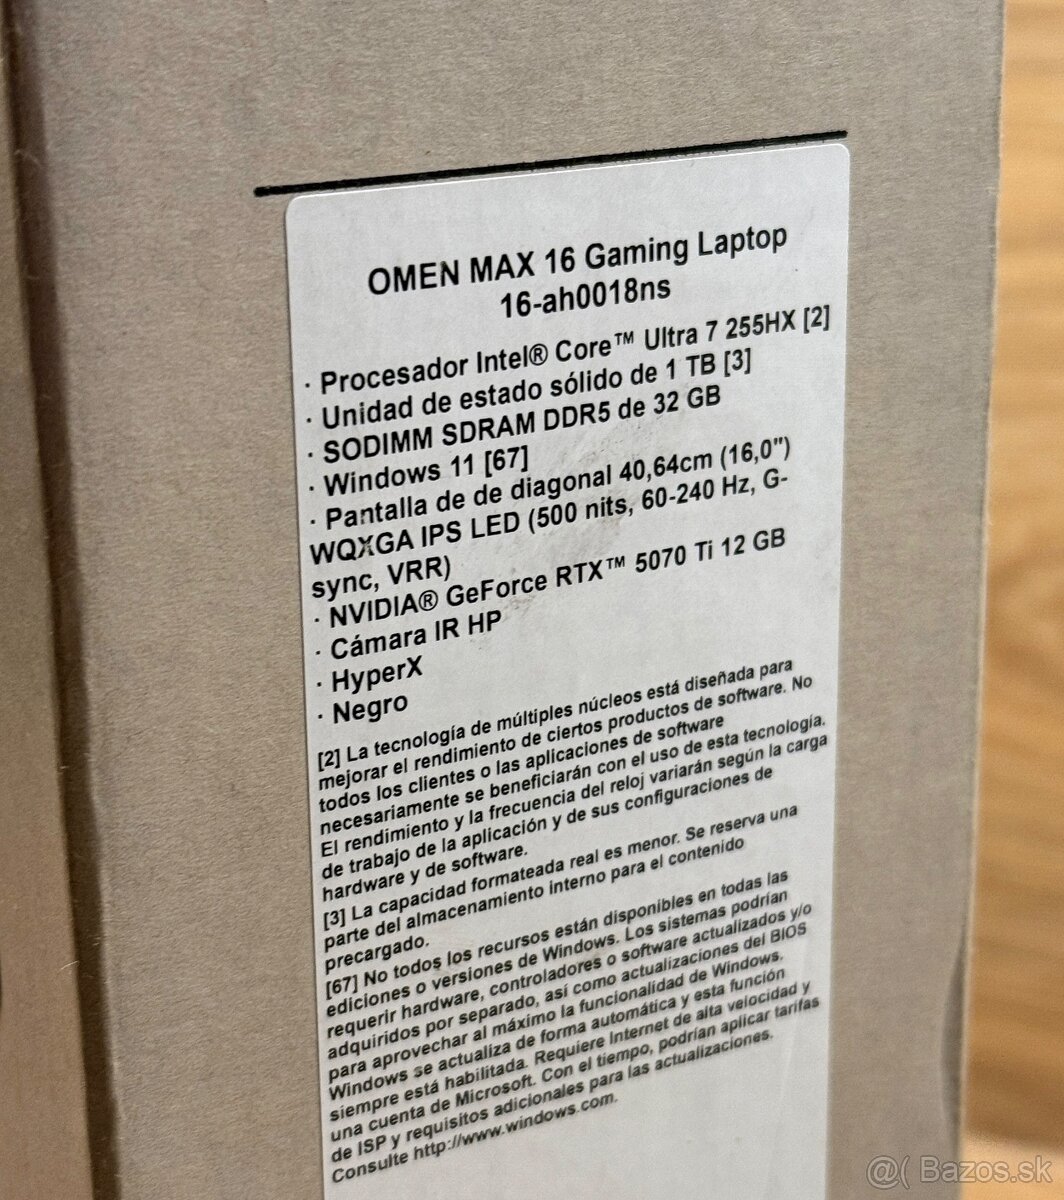 OMEN MAX 16 Gaming Laptop
16-ah0018ns
· Procesador Intel® Core™ Ultra 7 255HX [2]
· Unidad de estado sólido de 1 TB [3]
· SODIMM SDRAM DDR5 de 32 GB
· Windows 11 [67]
· Pantalla de de diagonal 40,64cm (16,0")
WQXGA IPS LED (500 nits, 60-240 Hz, G-
sync, VRR)
· NVIDIA® GeForce RTX™ 5070 Ti 12 GB
· Cámara IR HP
· HyperX
· Negro
[2] La tecnología de múltiples núcleos está diseñada para
mejorar el rendimiento de ciertos productos de software. No
todos los clientes o las aplicaciones de software
necesariamente se beneficiarán con el uso de esta tecnología.
El rendimiento y la frecuencia del reloj variarán según la carga
de trabajo de la aplicación y de sus configuraciones de
hardware y de software.
[3] La capacidad formateada real es menor. Se reserva una
parte del almacenamiento interno para el contenido
precargado.
[67] No todos los recursos están disponibles en todas las
ediciones o versiones de Windows. Los sistemas podrían
requerir hardware, controladores o software actualizados y/o
adquiridos por separado, así como actualizaciones del BIOS
para aprovechar al máximo la funcionalidad de Windows.
Windows se actualiza de forma automática y esta función
siempre está habilitada. Requiere Internet de alta velocidad y
una cuenta de Microsoft. Con el tiempo, podrían aplicar tarifas
de ISP y requisitos adicionales para las actualizaciones.
Consulte http://www.windows.com.
@( Bazos.sk